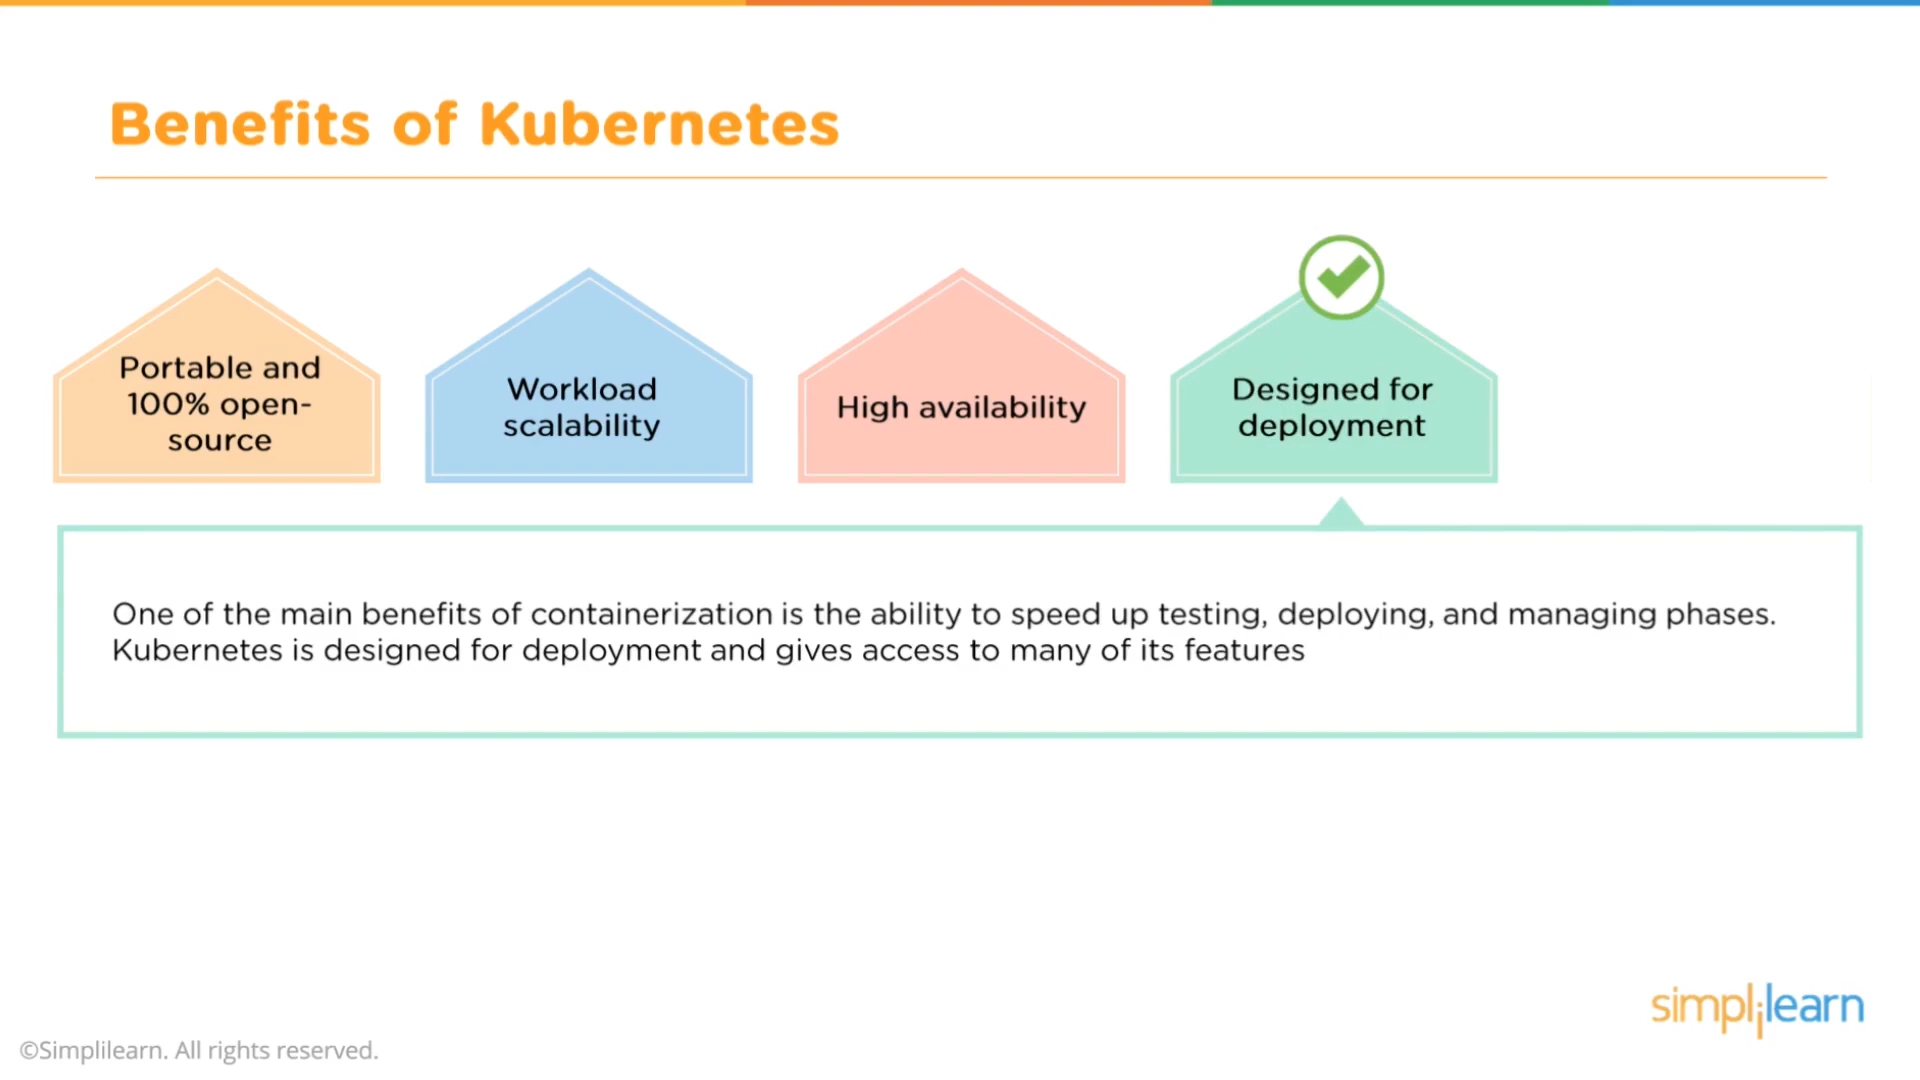 Benefits of Kubernetes
Portable and
100% open-
source
Workload
scalability
High availability
Designed for
deployment
One of the main benefits of containerization is the ability to speed up testing, deploying, and managing phases.
Kubernetes is designed for deployment and gives access to many of its features
simplilearn
©Simplilearn. All rights reserved.